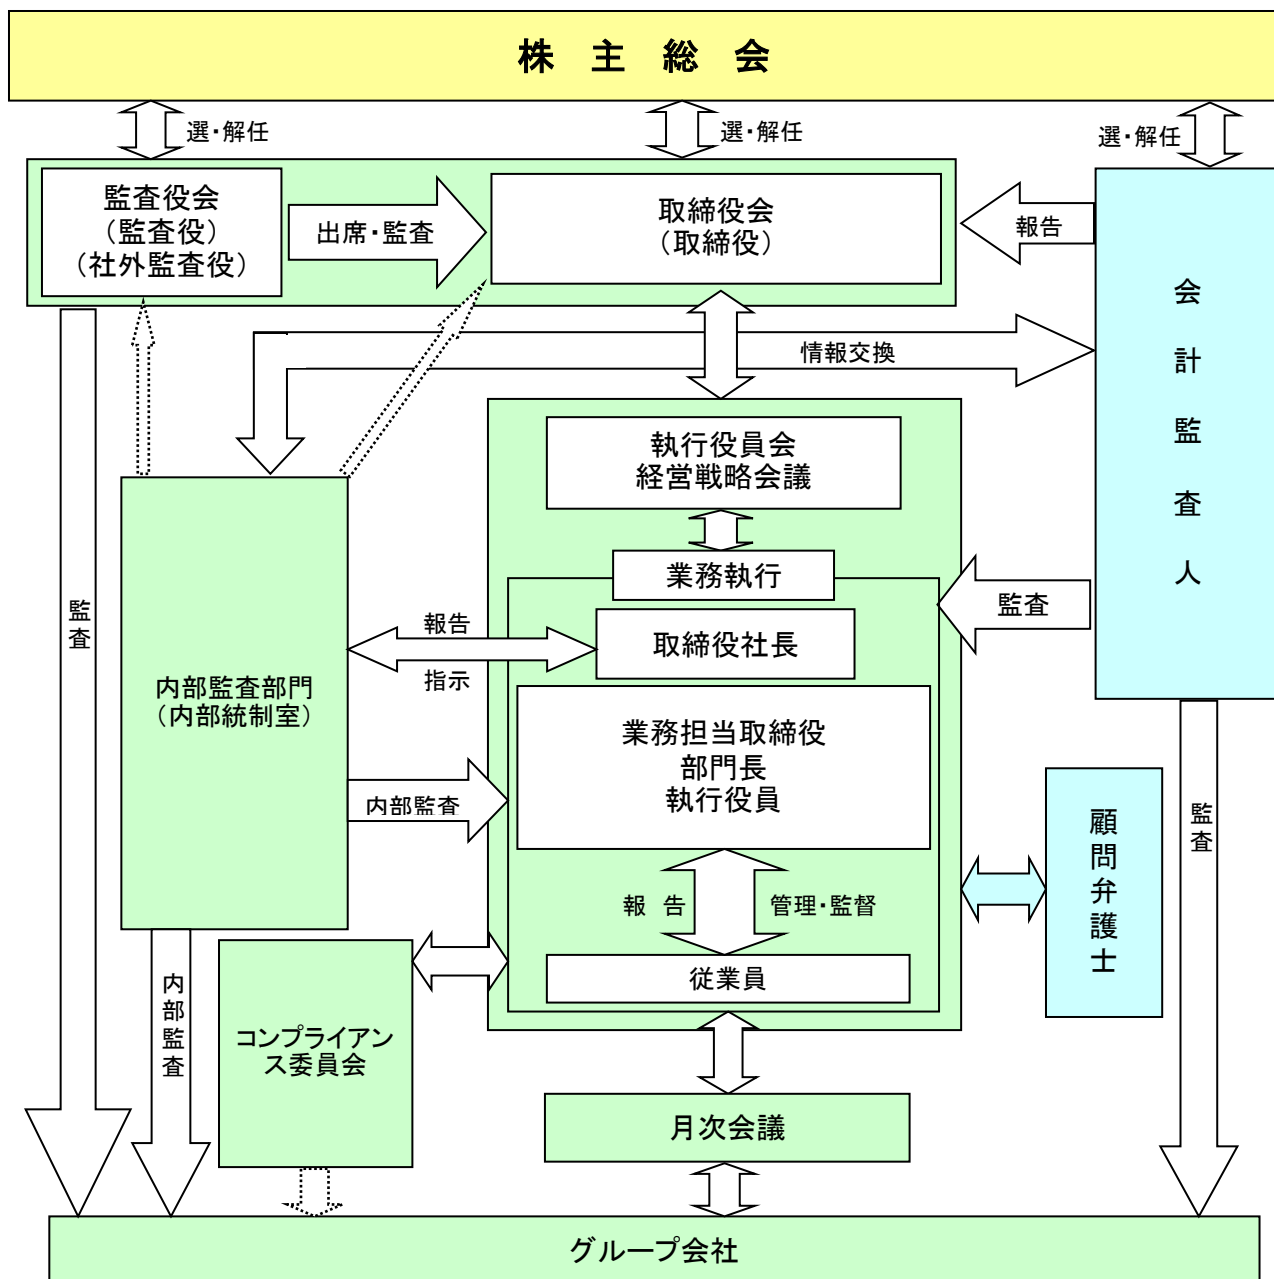 株 主 総 会
選・解任
選・解任
選・解任
監査役会
(監査役)
(社外監査役)
出席・監査
取締役会
(取締役)
報告
会
計
監
査
人
情報交換
執行役員会
経営戦略会議
業務執行
監査
取締役社長
報告
指示
監
査
内部監査部門
(内部統制室)
業務担当取締役
部門長
執行役員
内部監査
報 告
管理・監督
従業員
顧
問
弁
護
士
監
査
内
部
監
査
コンプライアン
ス委員会
月次会議
グループ会社